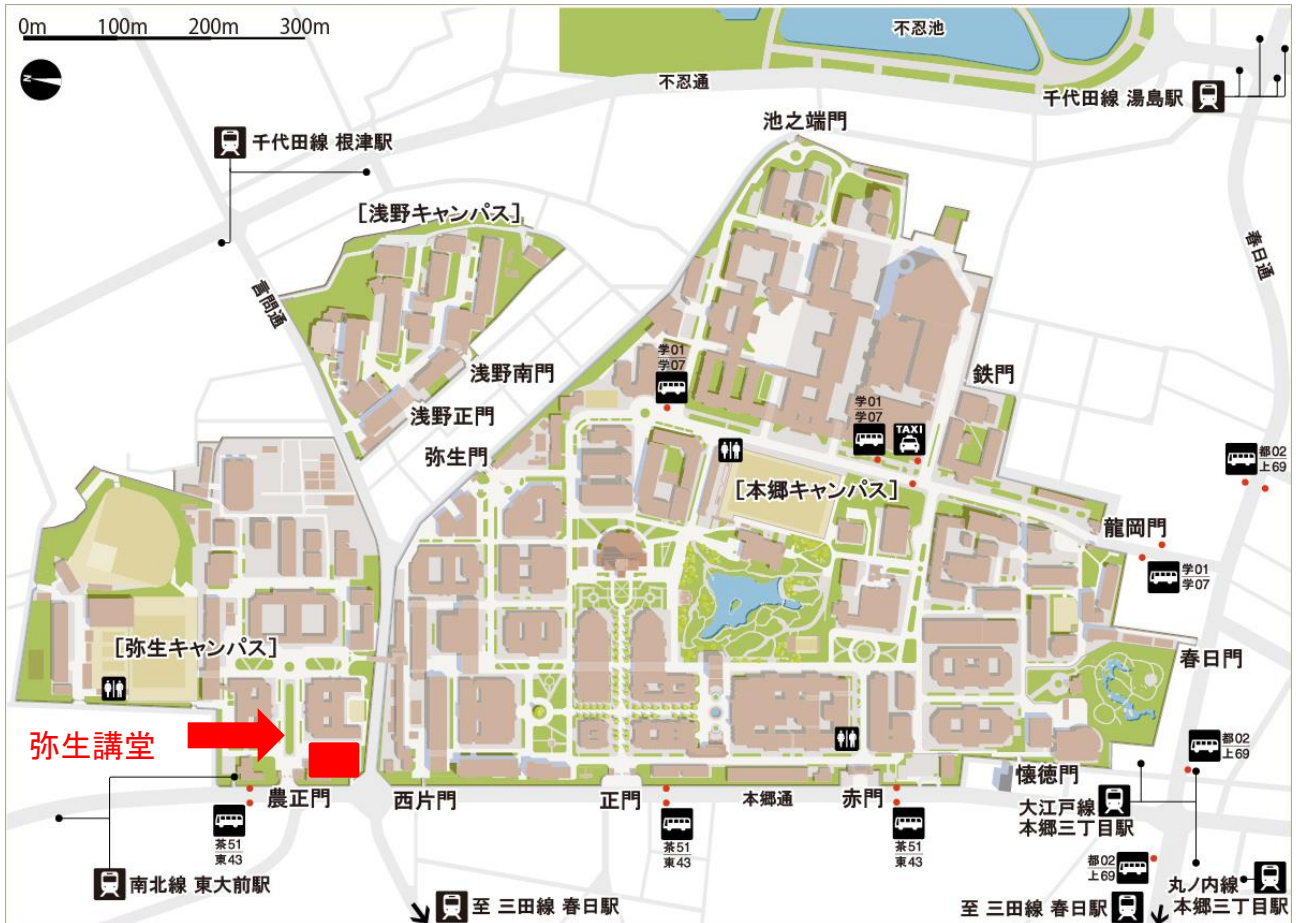 0m 100m 200m 300m
N
不忍池
不忍通
千代田線 湯島駅
池之端門
千代田線 根津駅
[浅野キャンパス]
言問通
春日通
学01
学07
浅野南門
鉄門
浅野正門
学01
学07
TAXI
弥生門
都02
上69
[本郷キャンパス]
龍岡門
学01
学07
[弥生キャンパス]
春日門
弥生講堂
都02
上69
懐徳門
農正門
西片門
正門
本郷通
赤門
大江戸線
本郷三丁目駅
茶51
東43
茶51
東43
茶51
東43
都02
上69
南北線 東大前駅
丸ノ内線
本郷三丁目駅
至 三田線 春日駅
至 三田線 春日駅